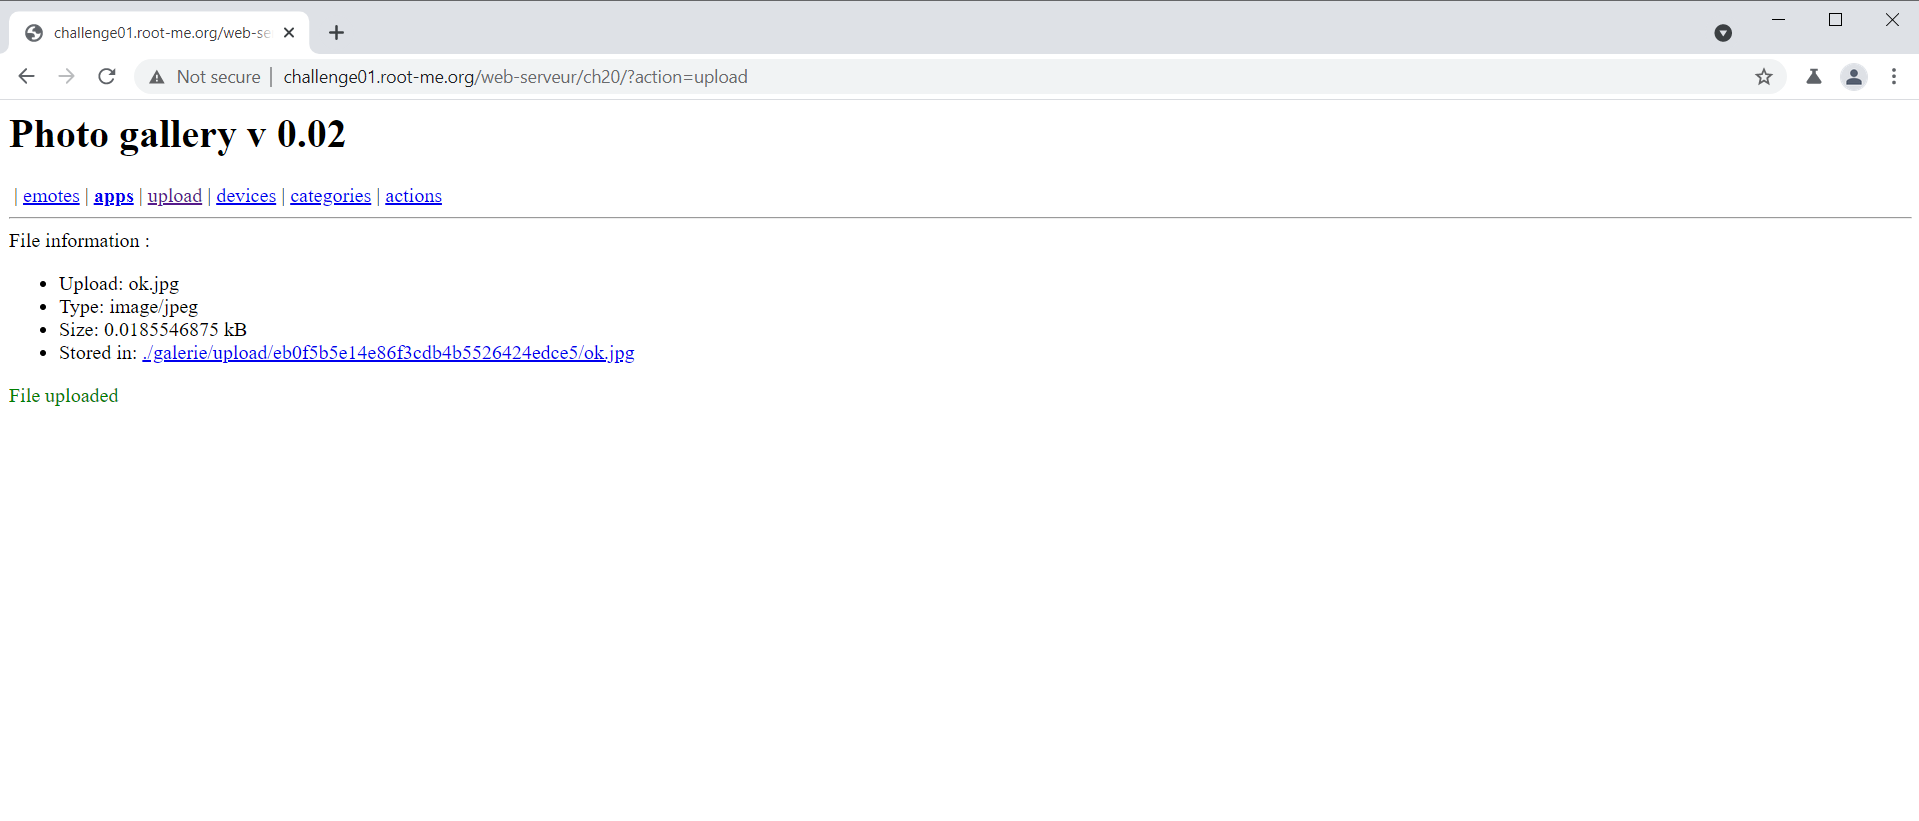 challenge01.root-me.org/web-se
Not secure | challenge01.root-me.org/web-serveur/ch20/?action=upload
Photo gallery v 0.02
| emotes | apps | upload | devices | categories | actions
File information :
• Upload: ok.jpg
• Type: image/jpeg
• Size: 0.0185546875 kB
• Stored in: ./galerie/upload/eb0f5b5e14e86f3cdb4b5526424edce5/ok.jpg
File uploaded